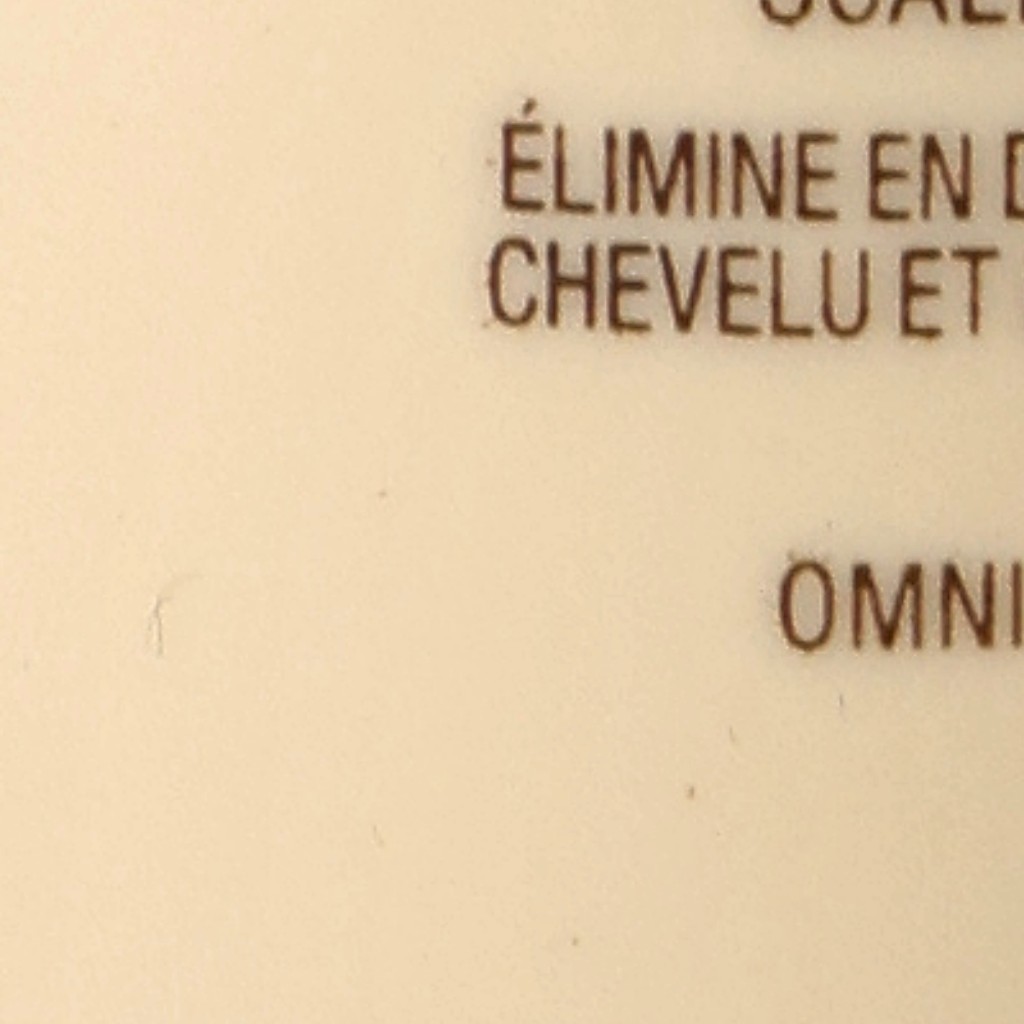 ÉLIMINE EN
CHEVELU ET
OMNI